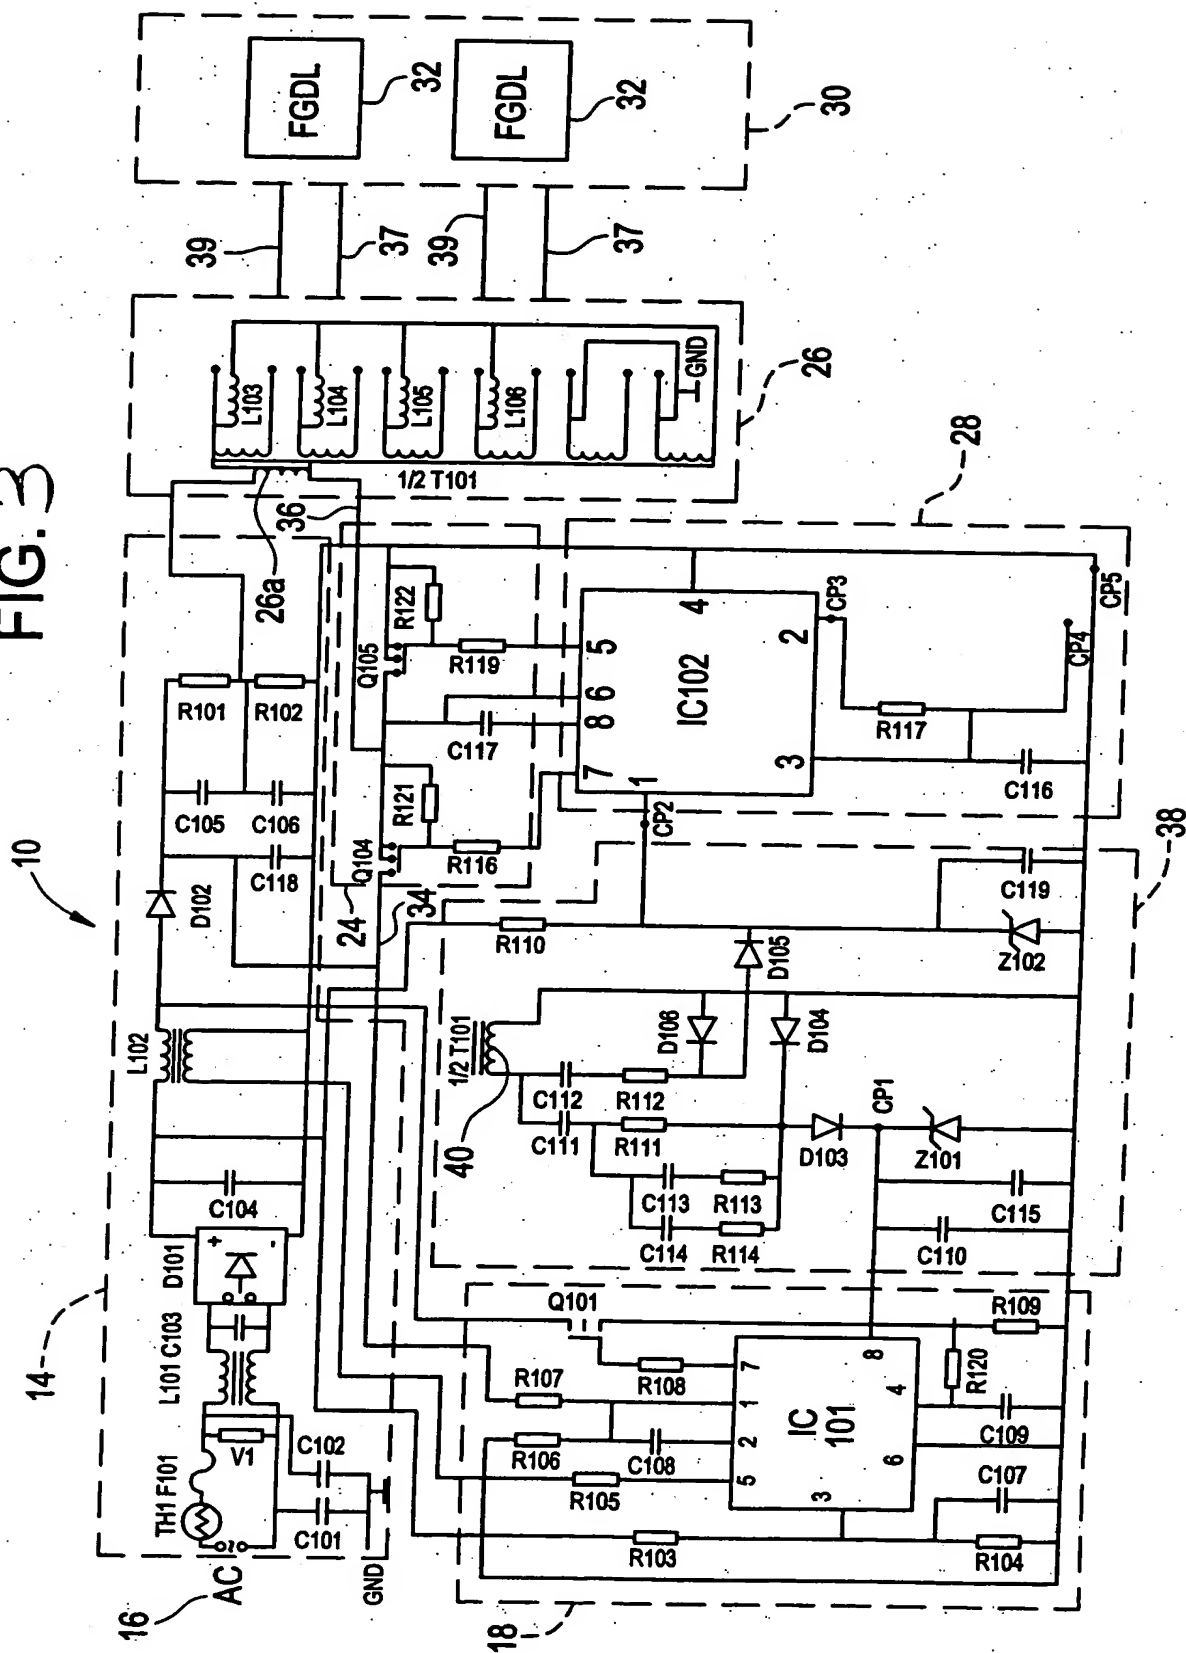 FIG. 3
10
14
16
AC
TH1 F101
V1
L101 C103
D101
+
-
C101
C102
GND
C104
L102
D102
C105
C106
C118
R101
R102
26a
36
1/2 T101
L103
L104
L105
L106
GND
26
39
37
39
37
FGDL
32
FGDL
32
30
24
34
Q104
R121
R116
C117
Q105
R122
R119
28
IC102
7
8
6
5
1
4
3
2
CP2
CP3
R117
C116
CP4
CP5
38
1/2 T101
40
R110
C112
R112
C111
R111
C113
R113
C114
R114
D106
D105
D104
D103
CP1
Z101
Z102
C119
C115
C110
18
Q101
R107
R106
R108
C108
R105
R103
R104
IC
101
7
1
2
5
3
8
4
6
R109
R120
C109
C107